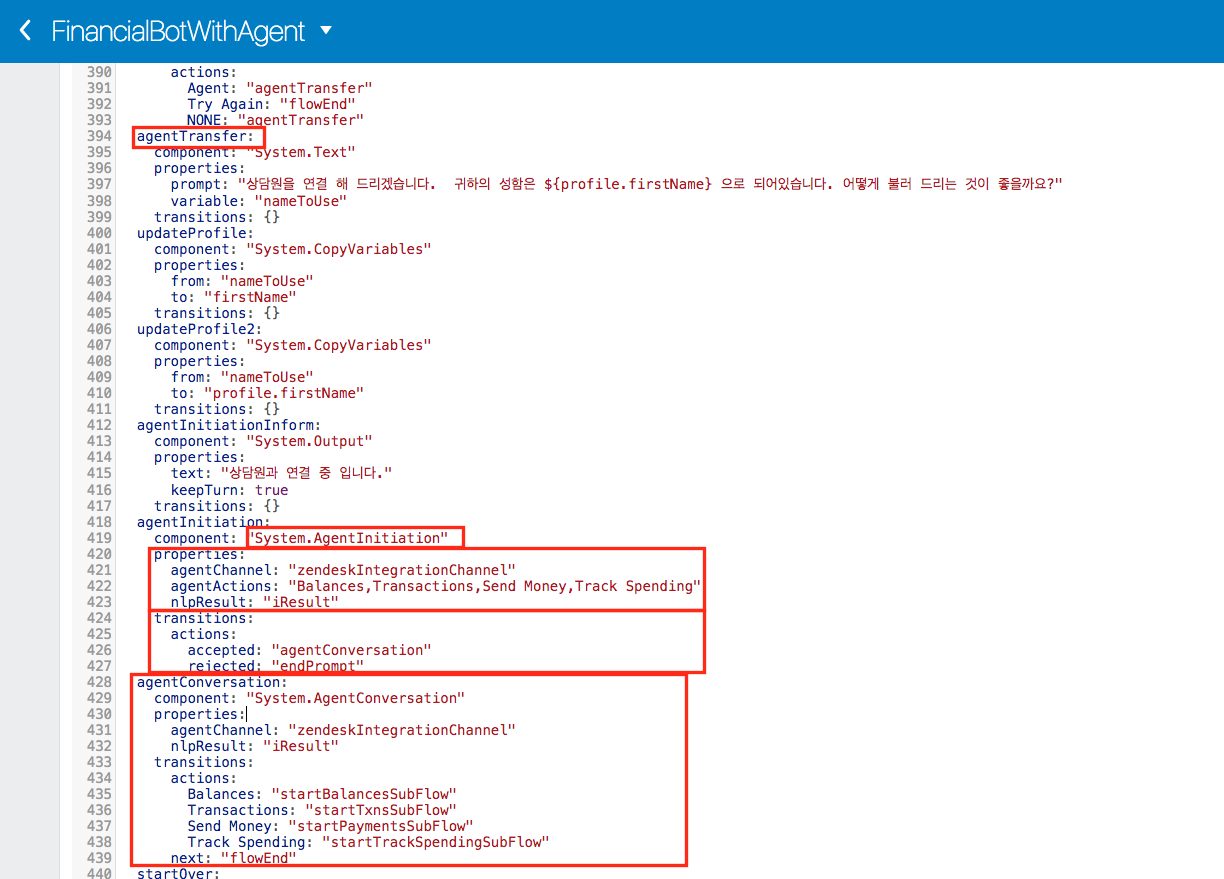 FinancialBotWithAgent
390 actions:
391 Agent: "agentTransfer"
392 Try Again: "flowEnd"
393 NONE: "agentTransfer"
394 agentTransfer:
395 component: "System.Text"
396 properties:
397 prompt: "상담원을 연결 해 드리겠습니다.  귀하의 성함은 ${profile.firstName} 으로 되어있습니다. 어떻게 불러 드리는 것이 좋을까요?"
398 variable: "nameToUse"
399 transitions: {}
400 updateProfile:
401 component: "System.CopyVariables"
402 properties:
403 from: "nameToUse"
404 to: "firstName"
405 transitions: {}
406 updateProfile2:
407 component: "System.CopyVariables"
408 properties:
409 from: "nameToUse"
410 to: "profile.firstName"
411 transitions: {}
412 agentInitiationInform:
413 component: "System.Output"
414 properties:
415 text: "상담원과 연결 중 입니다."
416 keepTurn: true
417 transitions: {}
418 agentInitiation:
419 component: "System.AgentInitiation"
420 properties:
421 agentChannel: "zendeskIntegrationChannel"
422 agentActions: "Balances,Transactions,Send Money,Track Spending"
423 nlpResult: "iResult"
424 transitions:
425 actions:
426 accepted: "agentConversation"
427 rejected: "endPrompt"
428 agentConversation:
429 component: "System.AgentConversation"
430 properties:
431 agentChannel: "zendeskIntegrationChannel"
432 nlpResult: "iResult"
433 transitions:
434 actions:
435 Balances: "startBalancesSubFlow"
436 Transactions: "startTxnsSubFlow"
437 Send Money: "startPaymentsSubFlow"
438 Track Spending: "startTrackSpendingSubFlow"
439 next: "flowEnd"
440 startOver: